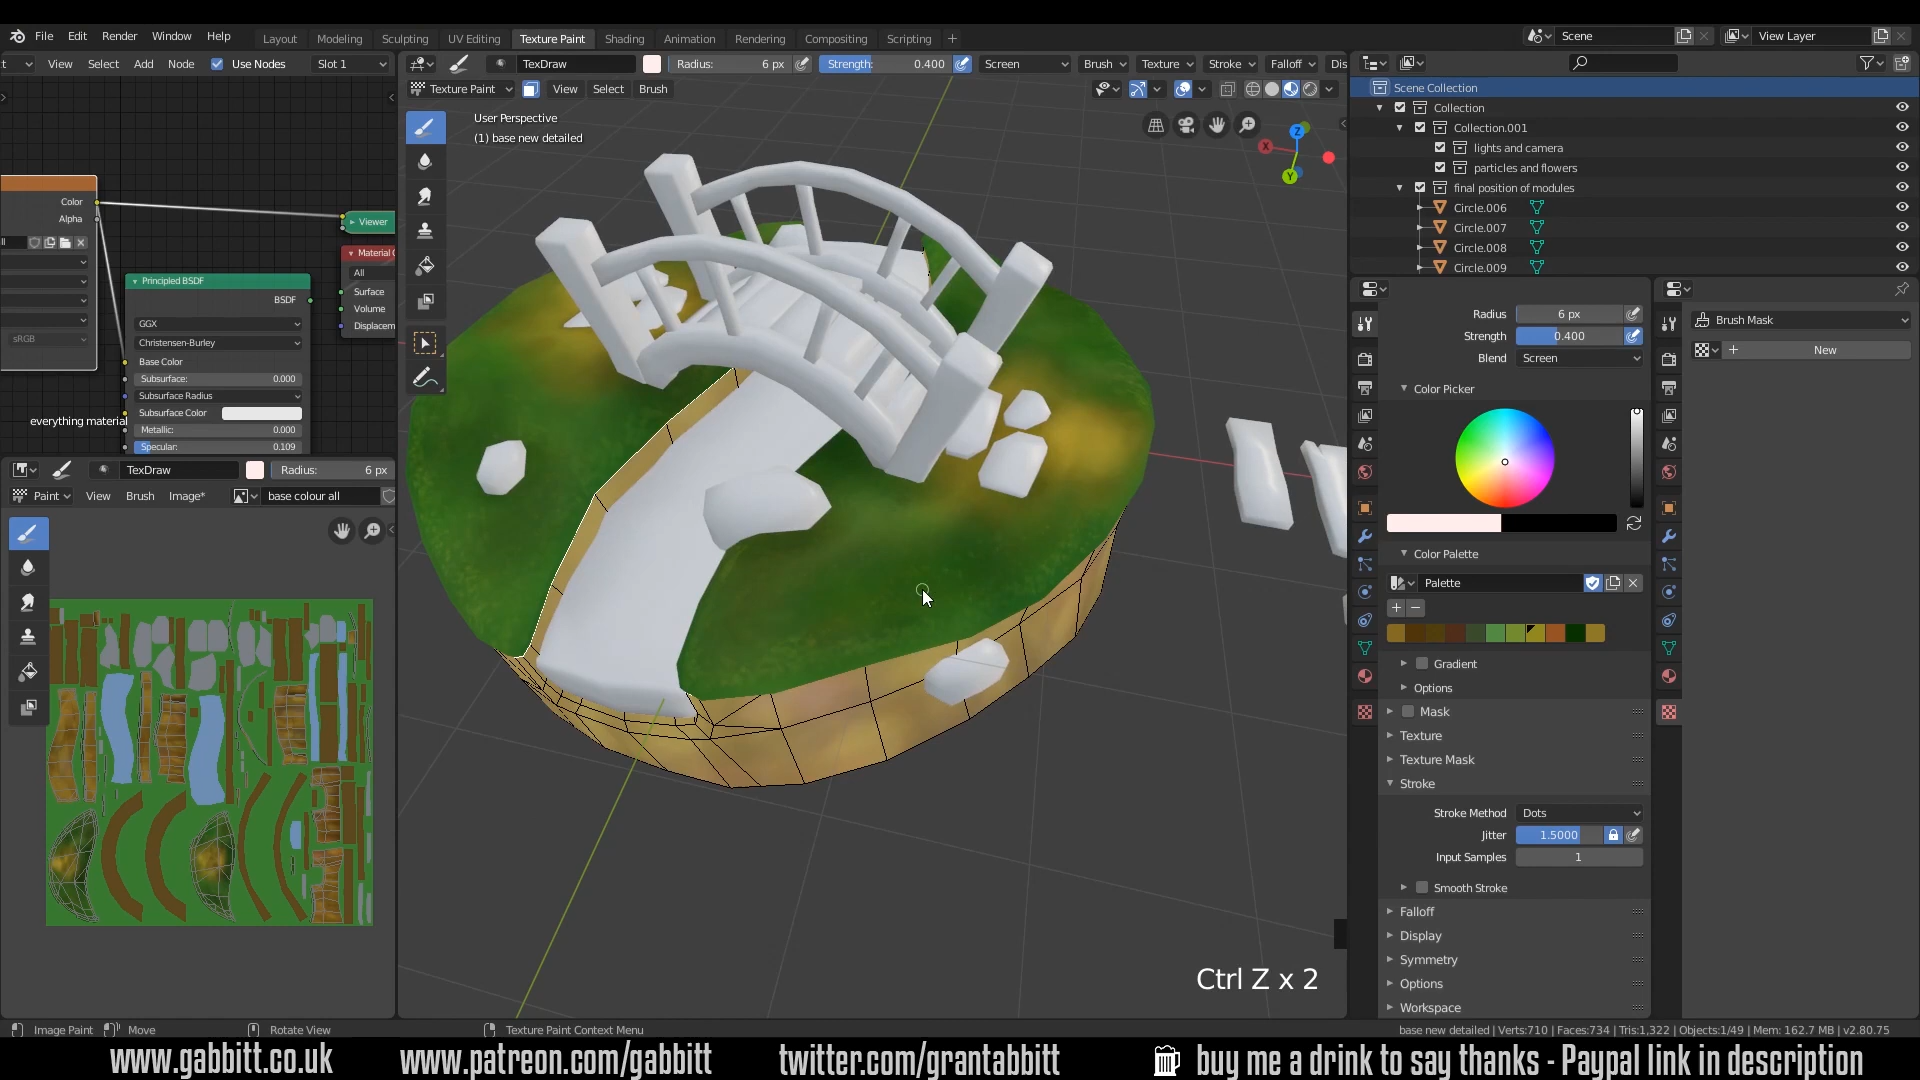 File Edit Render Window Help
Layout Modeling Sculpting UV Editing Texture Paint Shading Animation Rendering Compositing Scripting +
Scene
View Layer
View Select Add Node Use Nodes Slot 1
TexDraw Radius: 6 px Strength: 0.400 Screen Brush Texture Stroke Falloff Dis
Texture Paint View Select Brush
User Perspective
(1) base new detailed
Z
X
Y
Color
Alpha
sRGB
everything material
Viewer
Material
All
Surface
Volume
Displacem
Principled BSDF
BSDF
GGX
Christensen-Burley
Base Color
Subsurface: 0.000
Subsurface Radius
Subsurface Color
Metallic: 0.000
Specular: 0.109
TexDraw Radius: 6 px
Paint View Brush Image* base colour all
Ctrl Z x 2
Scene Collection
Collection
Collection.001
lights and camera
particles and flowers
final position of modules
Circle.006
Circle.007
Circle.008
Circle.009
Radius 6 px
Strength 0.400
Blend Screen
Color Picker
Color Palette
Palette
Gradient
Options
Mask
Texture
Texture Mask
Stroke
Stroke Method Dots
Jitter 1.5000
Input Samples 1
Smooth Stroke
Falloff
Display
Symmetry
Options
Workspace
Brush Mask
New
Image Paint Move Rotate View Texture Paint Context Menu
base new detailed | Verts:710 | Faces:734 | Tris:1,322 | Objects:1/49 | Mem: 162.7 MB | v2.80.75
www.gabbitt.co.uk www.patreon.com/gabbitt twitter.com/grantabbitt buy me a drink to say thanks - Paypal link in description